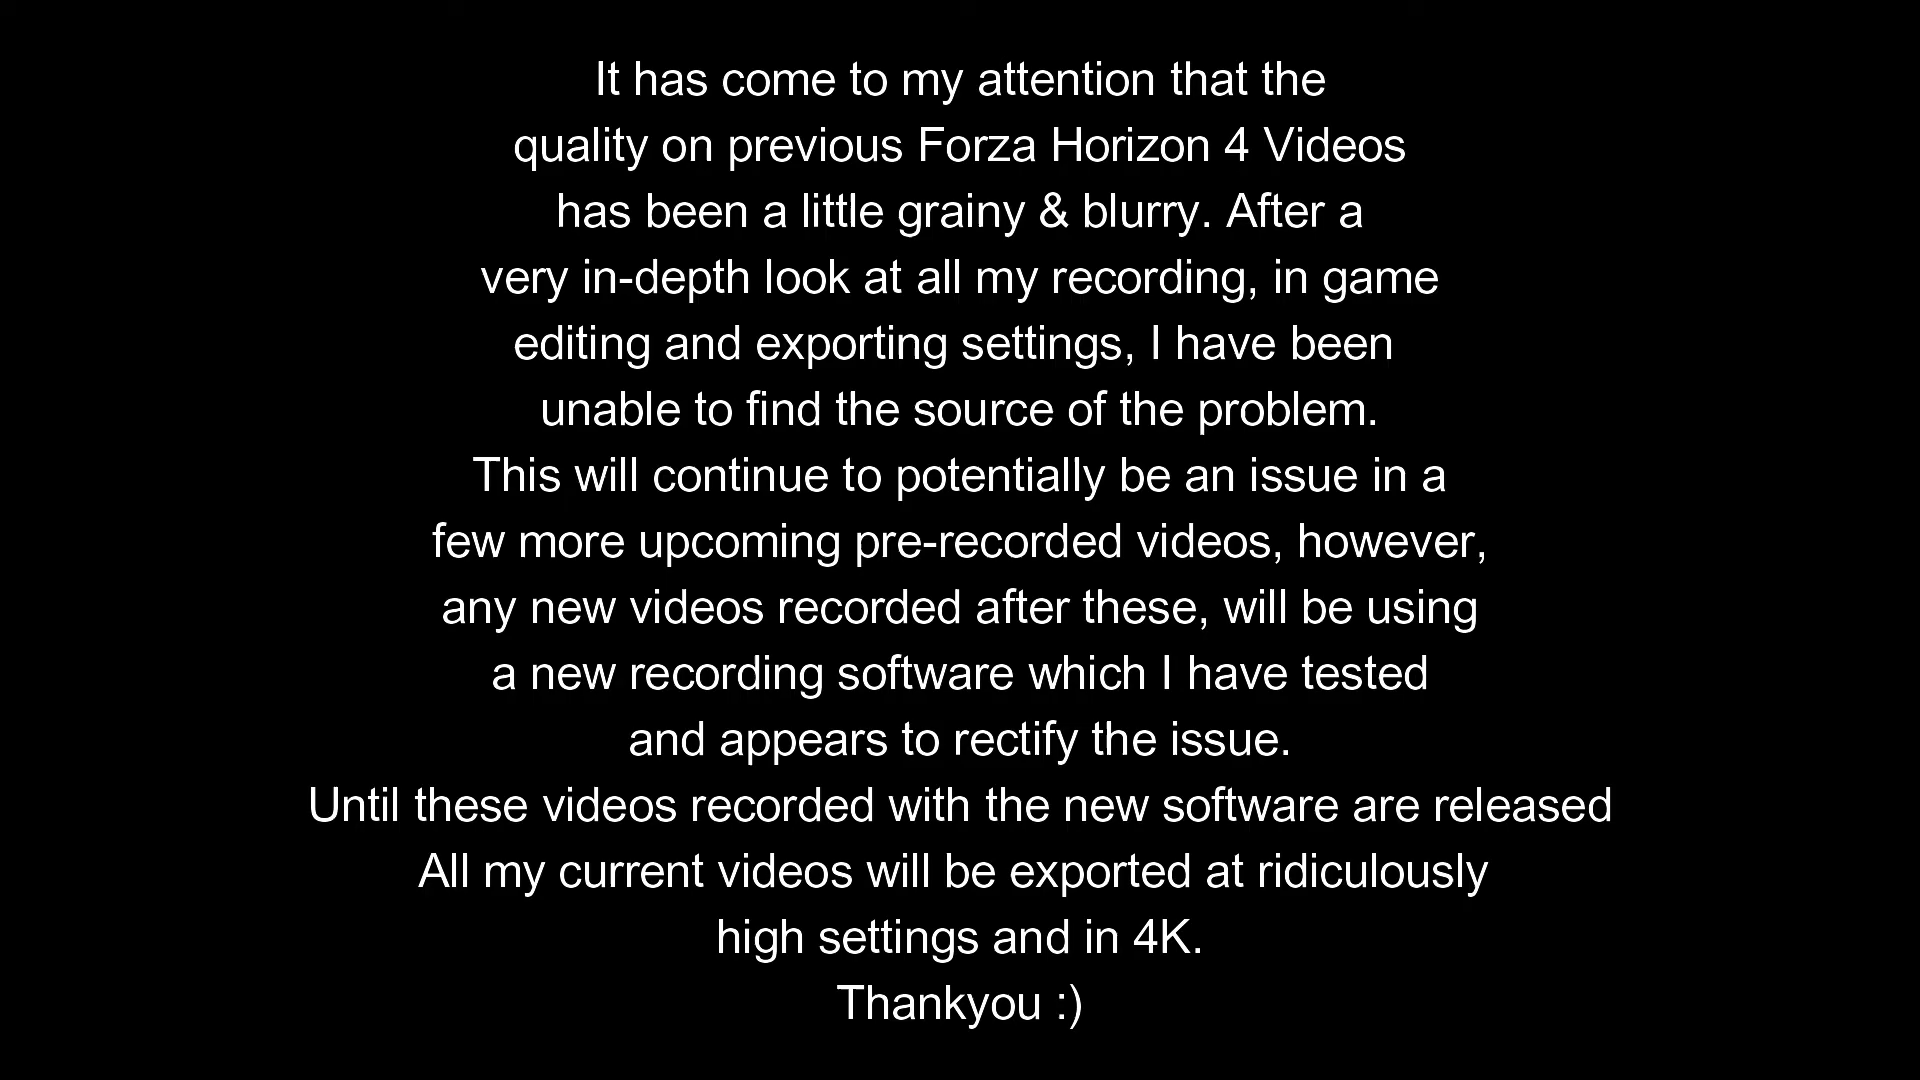 It has come to my attention that the
quality on previous Forza Horizon 4 Videos
has been a little grainy & blurry. After a
very in-depth look at all my recording, in game
editing and exporting settings, I have been
unable to find the source of the problem.
This will continue to potentially be an issue in a
few more upcoming pre-recorded videos, however,
any new videos recorded after these, will be using
a new recording software which I have tested
and appears to rectify the issue.
Until these videos recorded with the new software are released
All my current videos will be exported at ridiculously
high settings and in 4K.
Thankyou :)